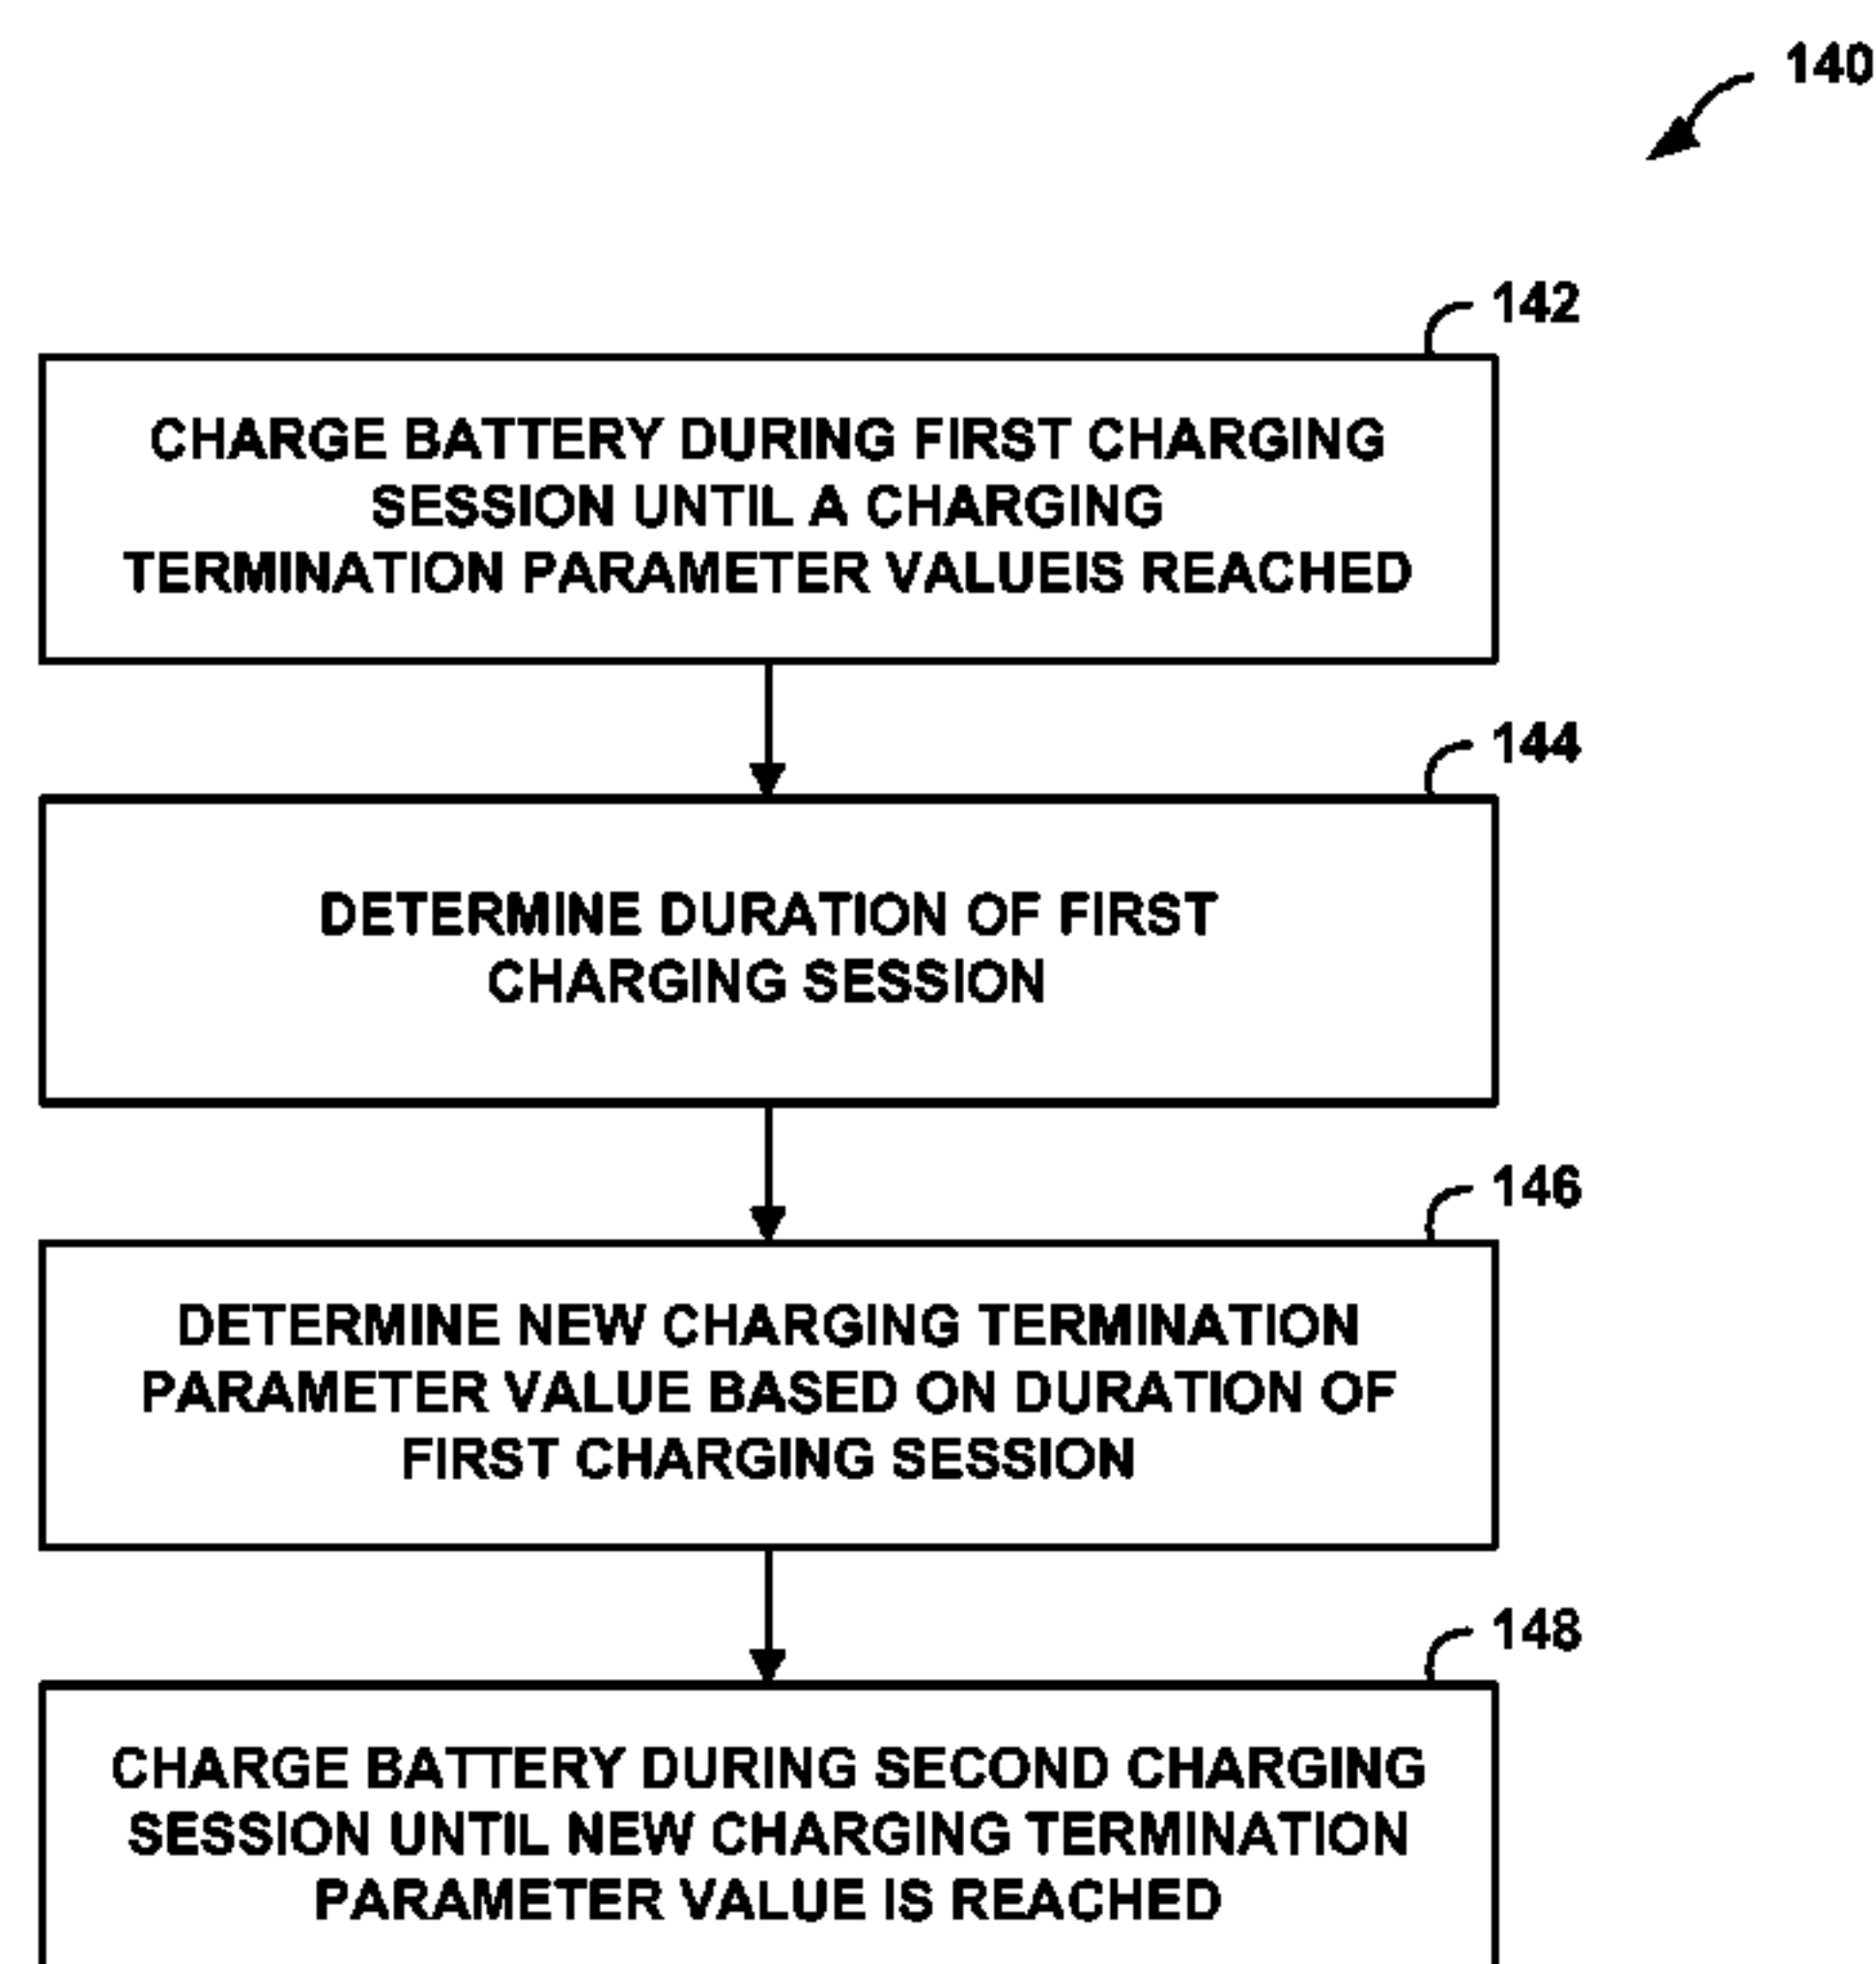 140
142
CHARGE BATTERY DURING FIRST CHARGING
SESSION UNTIL A CHARGING
TERMINATION PARAMETER VALUEIS REACHED
144
DETERMINE DURATION OF FIRST
CHARGING SESSION
146
DETERMINE NEW CHARGING TERMINATION
PARAMETER VALUE BASED ON DURATION OF
FIRST CHARGING SESSION
148
CHARGE BATTERY DURING SECOND CHARGING
SESSION UNTIL NEW CHARGING TERMINATION
PARAMETER VALUE IS REACHED